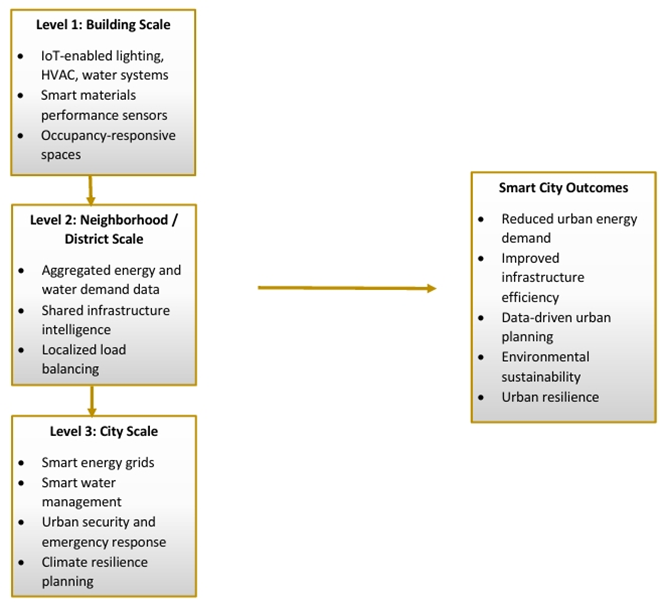 Level 1: Building Scale
• IoT-enabled lighting,
HVAC, water systems
• Smart materials
performance sensors
• Occupancy-responsive
spaces
Level 2: Neighborhood /
District Scale
• Aggregated energy and
water demand data
• Shared infrastructure
intelligence
• Localized load
balancing
Level 3: City Scale
• Smart energy grids
• Smart water
management
• Urban security and
emergency response
• Climate resilience
planning
Smart City Outcomes
• Reduced urban energy
demand
• Improved
infrastructure
efficiency
• Data-driven urban
planning
• Environmental
sustainability
• Urban resilience